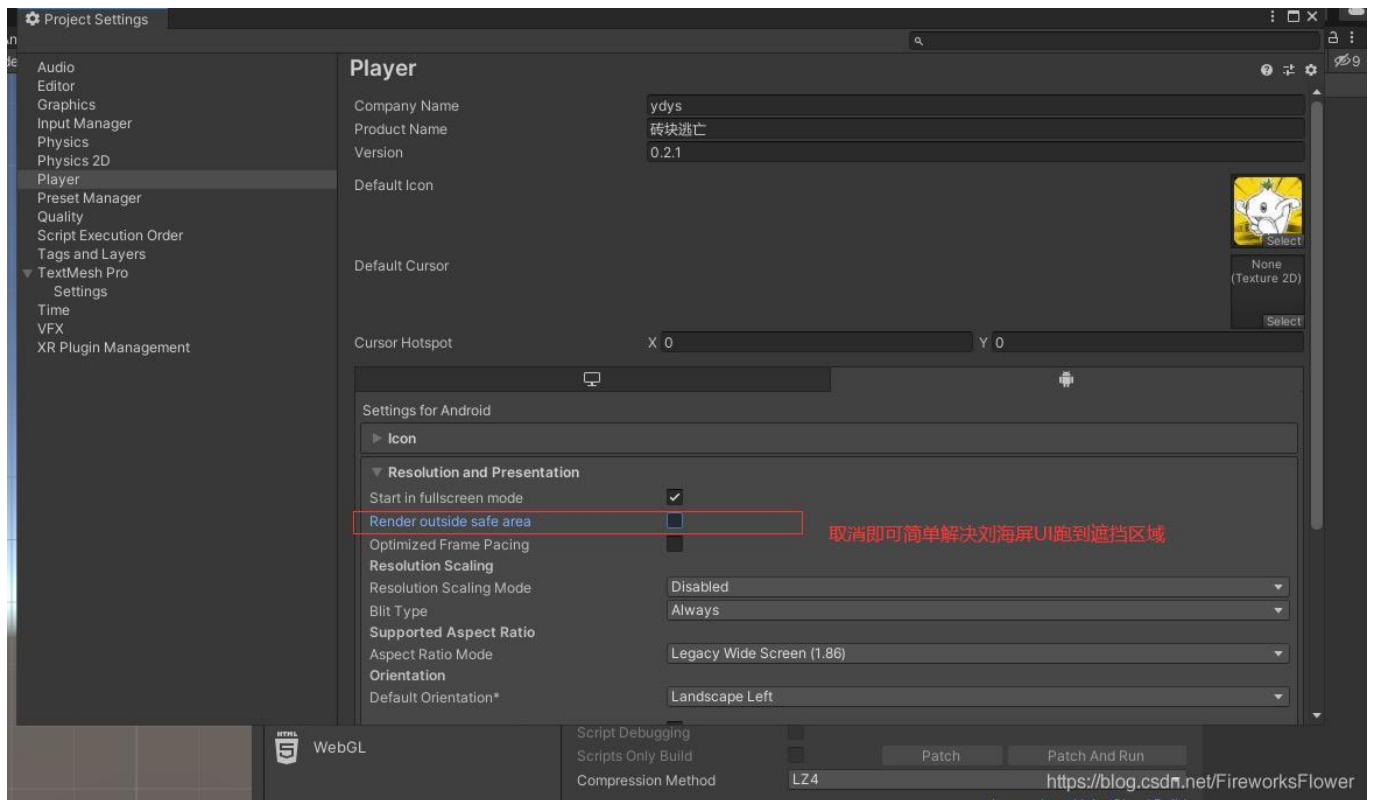 Project Settings
Audio
Editor
Graphics
Input Manager
Physics
Physics 2D
Player
Preset Manager
Quality
Script Execution Order
Tags and Layers
TextMesh Pro
Settings
Time
VFX
XR Plugin Management
Player
Company Name ydys
Product Name 砖块逃亡
Version 0.2.1
Default Icon
Select
Default Cursor
None
(Texture 2D)
Select
Cursor Hotspot X 0 Y 0
Settings for Android
Icon
Resolution and Presentation
Start in fullscreen mode
Render outside safe area
取消即可简单解决刘海屏UI跑到遮挡区域
Optimized Frame Pacing
Resolution Scaling
Resolution Scaling Mode Disabled
Blit Type Always
Supported Aspect Ratio
Aspect Ratio Mode Legacy Wide Screen (1.86)
Orientation
Default Orientation* Landscape Left
9
HTML
5
WebGL
Script Debugging
Scripts Only Build Patch Patch And Run
Compression Method LZ4
https://blog.csdn.net/FireworksFlower